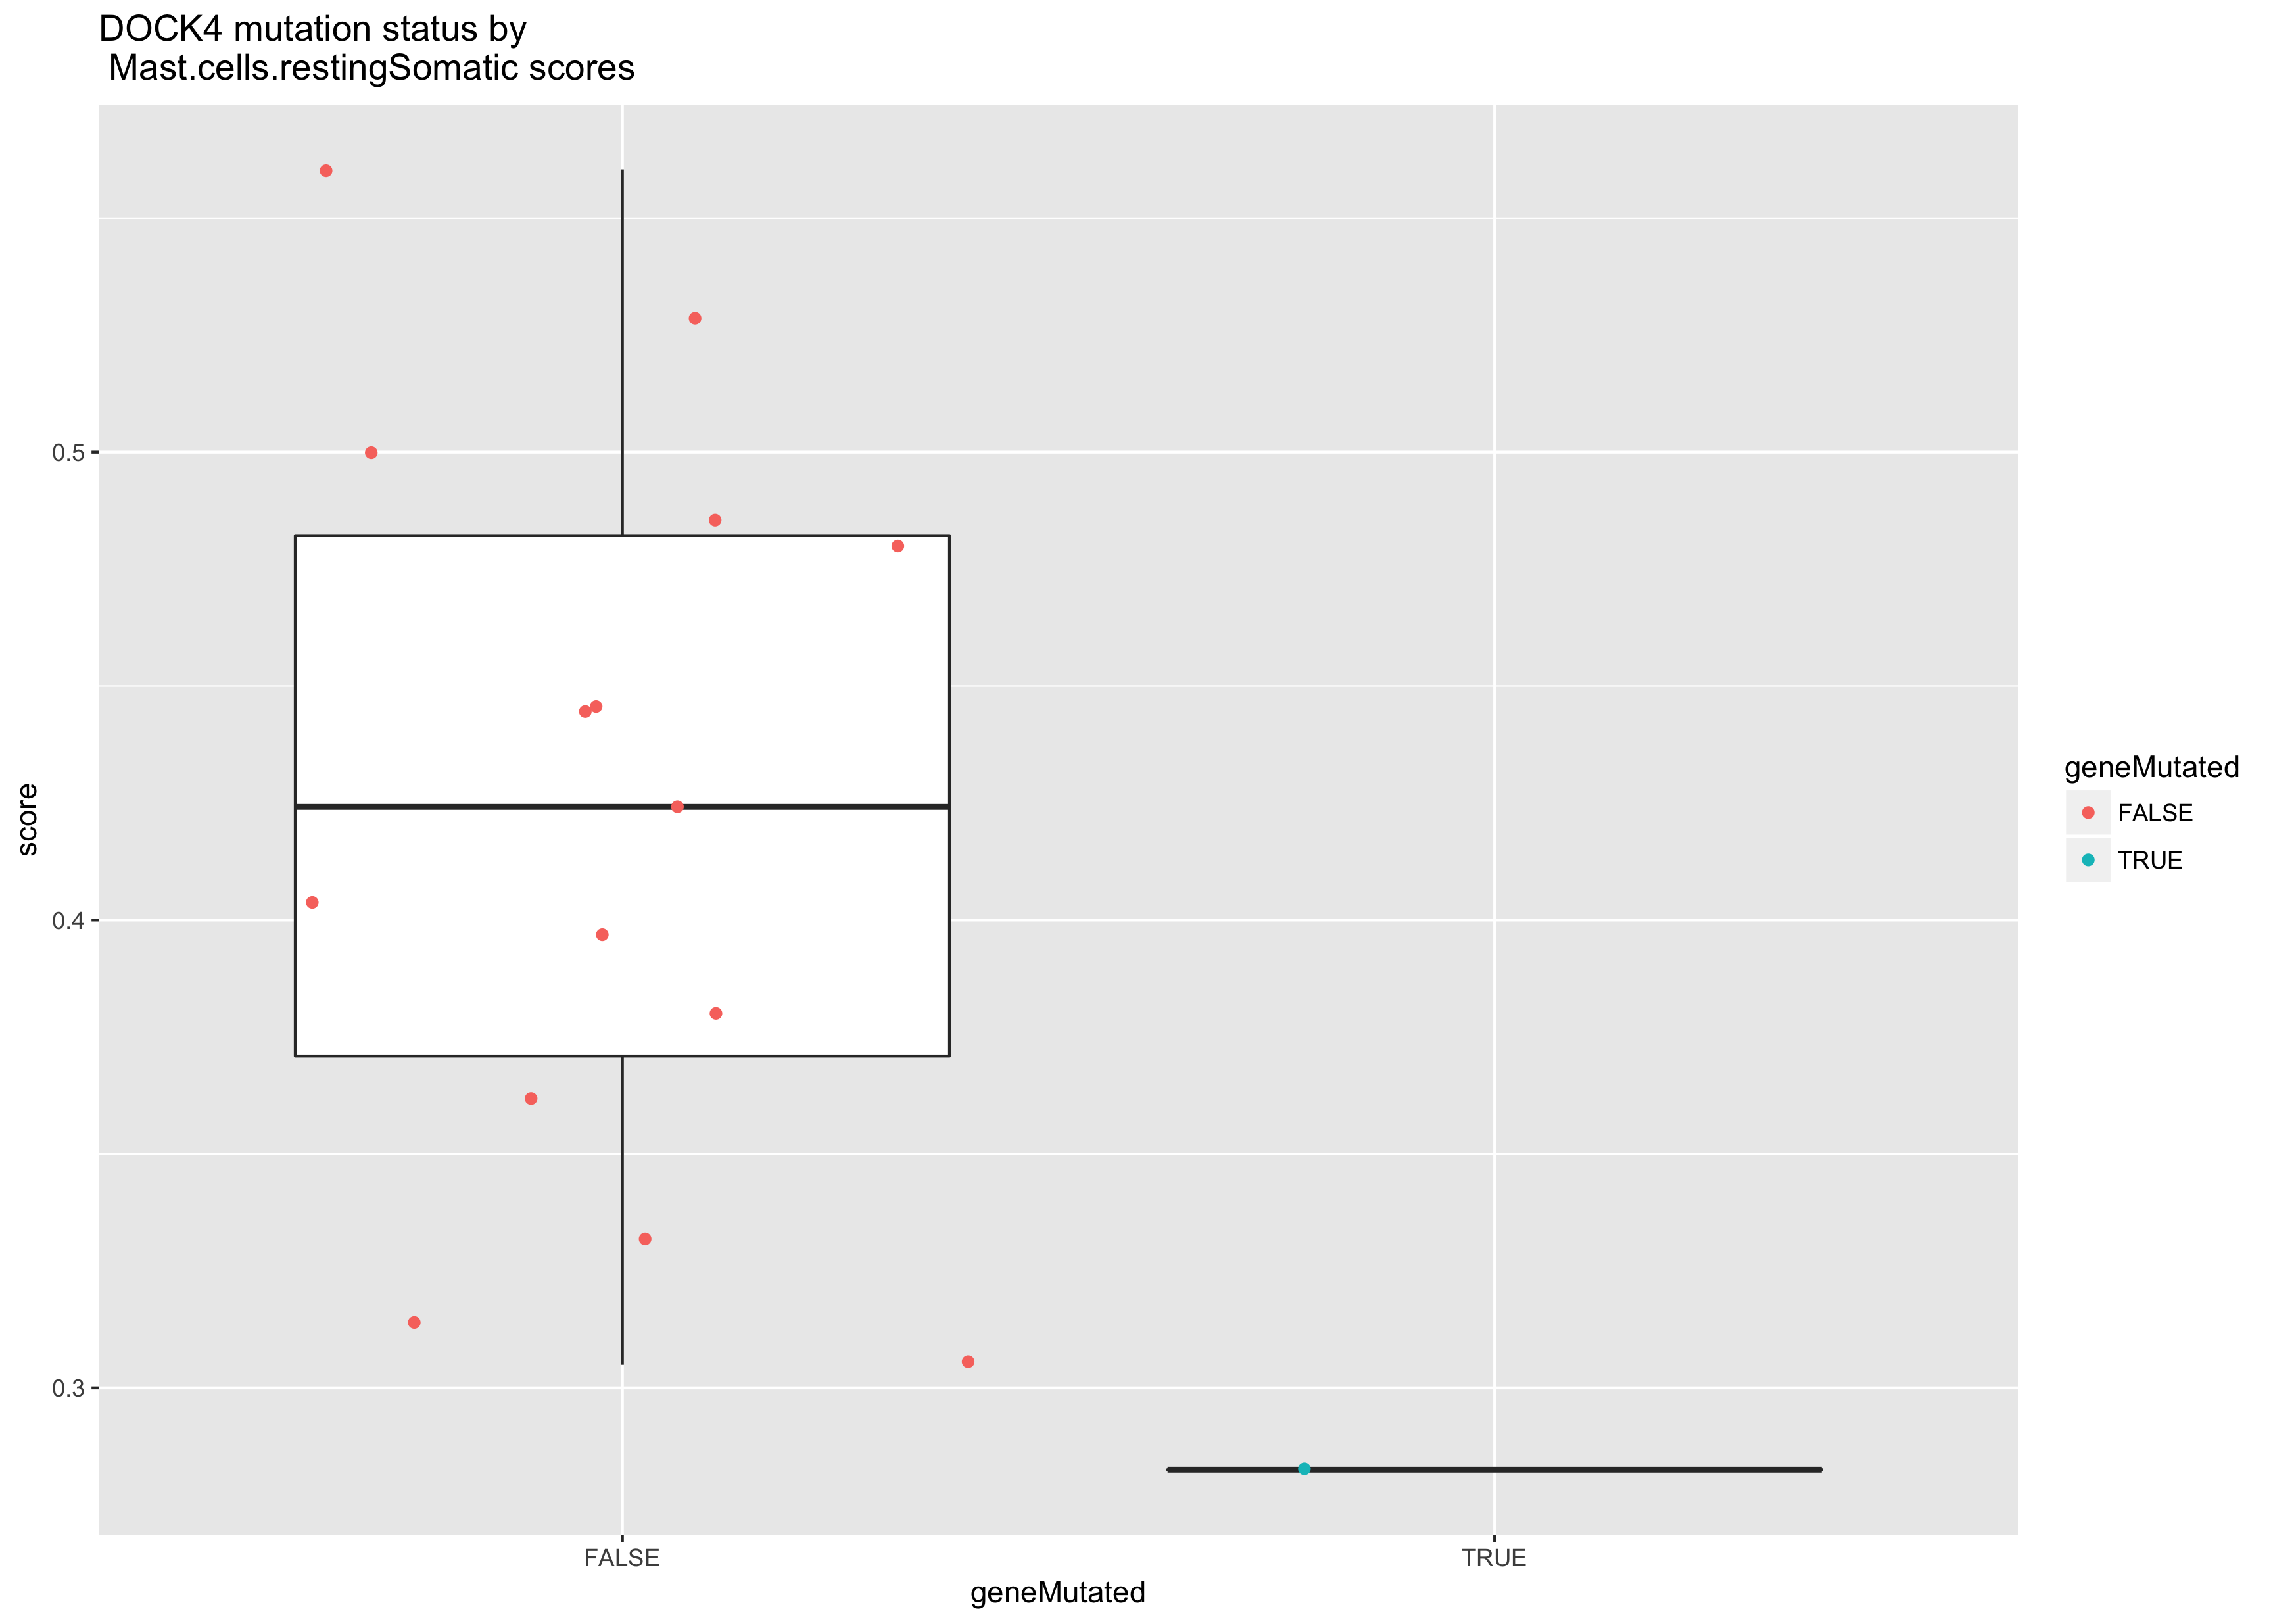 DOCK4 mutation status by
Mast.cells.restingSomatic scores
score
0.5
0.4
0.3
FALSE
TRUE
geneMutated
geneMutated
FALSE
TRUE